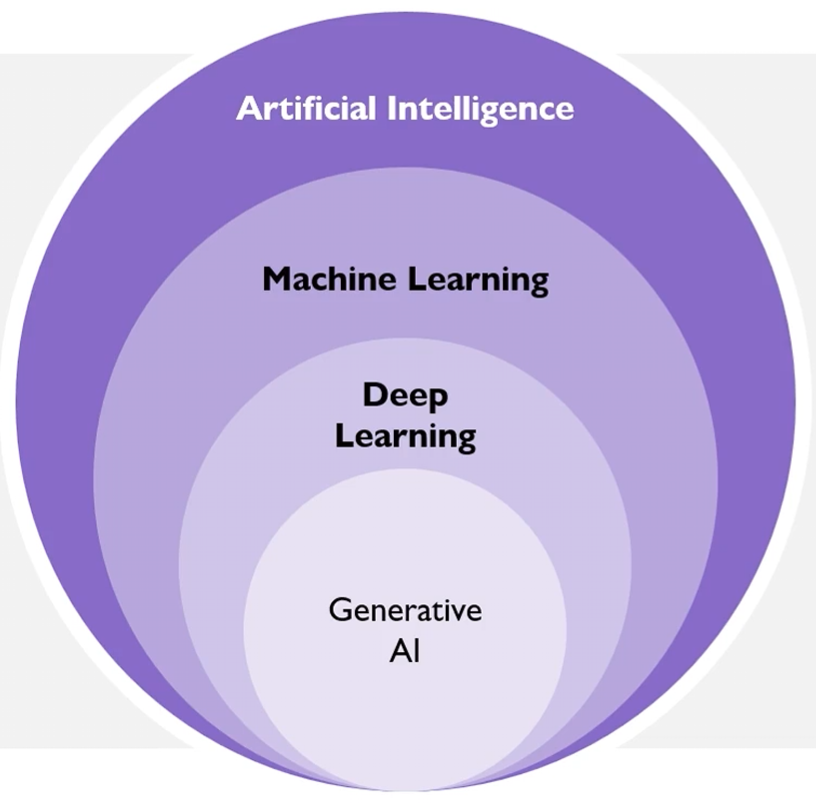 Artificial Intelligence
Machine Learning
Deep
Learning
Generative
AI